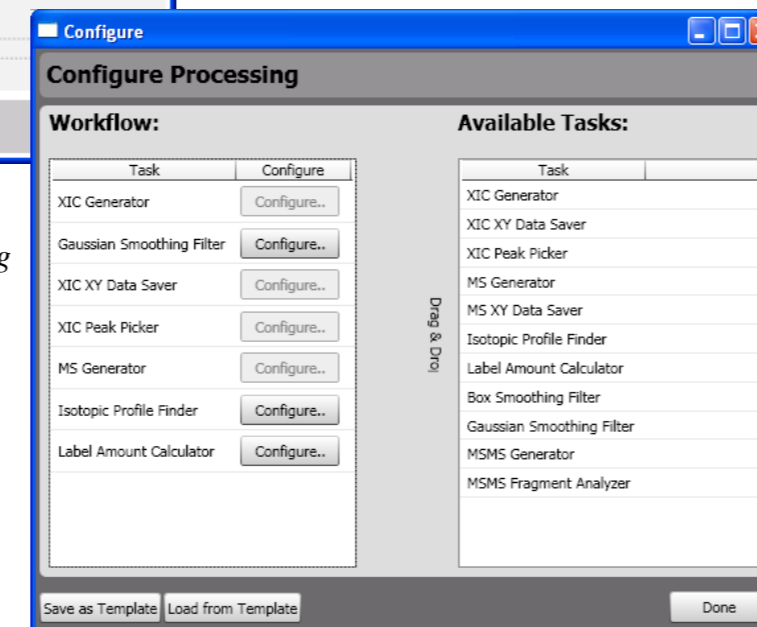 Configure
Configure Processing
Workflow:
Task Configure
XIC Generator Configure..
Gaussian Smoothing Filter Configure..
XIC XY Data Saver Configure..
XIC Peak Picker Configure..
MS Generator Configure..
Isotopic Profile Finder Configure..
Label Amount Calculator Configure..
g
Drag & Dro
Available Tasks:
Task
XIC Generator
XIC XY Data Saver
XIC Peak Picker
MS Generator
MS XY Data Saver
Isotopic Profile Finder
Label Amount Calculator
Box Smoothing Filter
Gaussian Smoothing Filter
MSMS Generator
MSMS Fragment Analyzer
Save as Template Load from Template Done